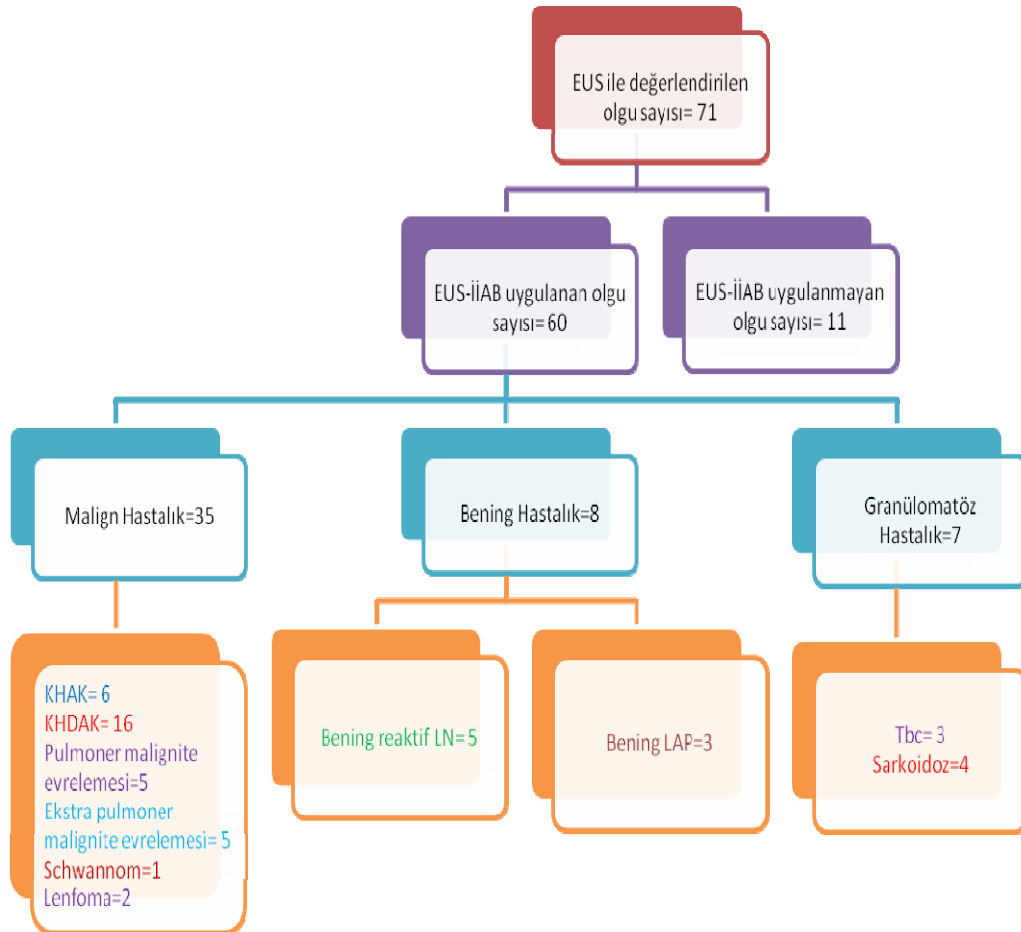 EUS ile değerlendirilen
olgu sayısı= 71
EUS-İİAB uygulanan olgu
sayısı= 60
EUS-İİAB uygulanmayan
olgu sayısı= 11
Malign Hastalık=35
Bening Hastalık=8
Granülomatöz
Hastalık=7
KHAK= 6
KHDAK= 16
Pulmoner malignite
evrelemesi=5
Ekstra pulmoner
malignite evrelemesi= 5
Schwannom=1
Lenfoma=2
Bening reaktif LN= 5
Bening LAP=3
Tbc= 3
Sarkoidoz=4